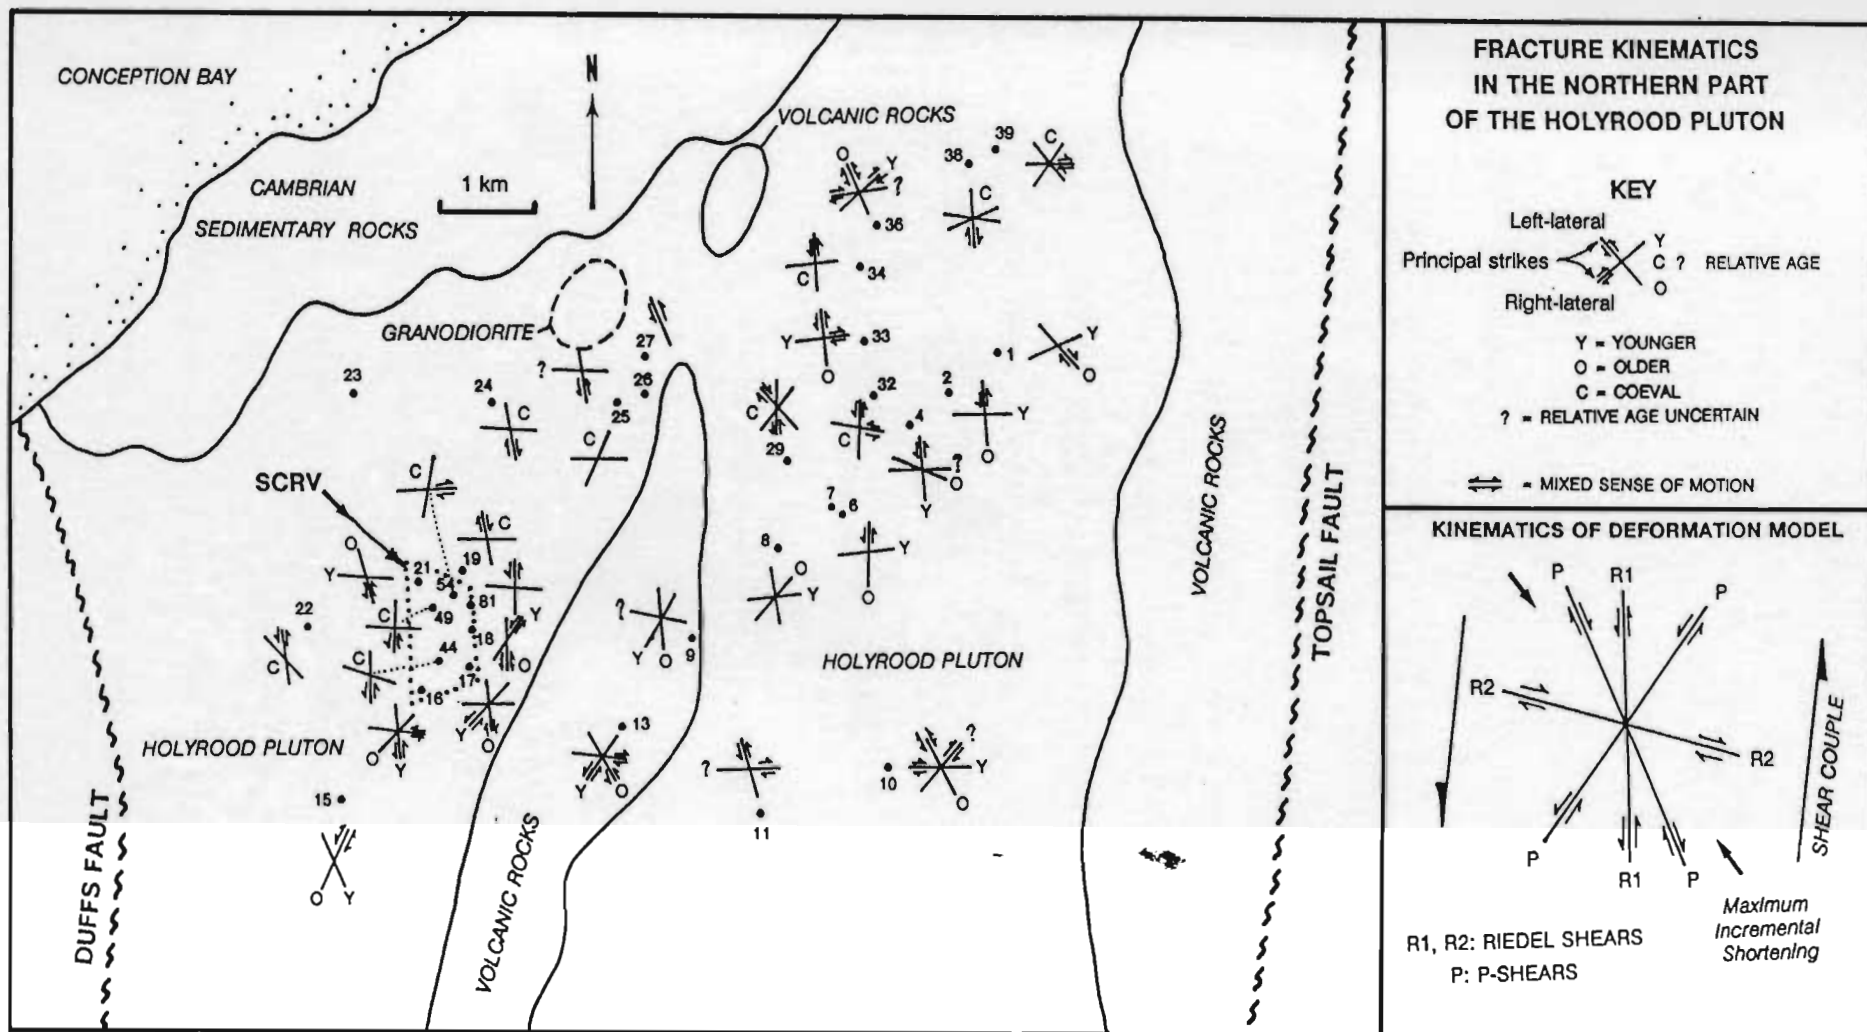 CONCEPTION BAY
CAMBRIAN
SEDIMENTARY ROCKS
1 km
N
VOLCANIC ROCKS
GRANODIORITE
O
Y
?
36
38
39
C
C
34
C
33
Y
O
1
Y
O
2
Y
O
32
C
4
?
O
Y
C
29
7
6
Y
O
8
O
Y
27
26
25
?
C
24
C
23
SCRV
C
C
O
Y
21
19
54
81
Y
49
C
18
O
22
C
44
C
17
16
Y
O
O
Y
HOLYROOD PLUTON
15
O
Y
?
Y
O
9
HOLYROOD PLUTON
13
Y
O
?
11
10
?
Y
O
VOLCANIC ROCKS
VOLCANIC ROCKS
DUFFS FAULT
TOPSAIL FAULT
FRACTURE KINEMATICS
IN THE NORTHERN PART
OF THE HOLYROOD PLUTON
KEY
Left-lateral
Principal strikes
Right-lateral
Y
C ? RELATIVE AGE
O
Y = YOUNGER
O = OLDER
C = COEVAL
? = RELATIVE AGE UNCERTAIN
= MIXED SENSE OF MOTION
KINEMATICS OF DEFORMATION MODEL
P
R1
P
R2
R2
P
R1
P
SHEAR COUPLE
Maximum
Incremental
Shortening
R1, R2: RIEDEL SHEARS
P: P-SHEARS